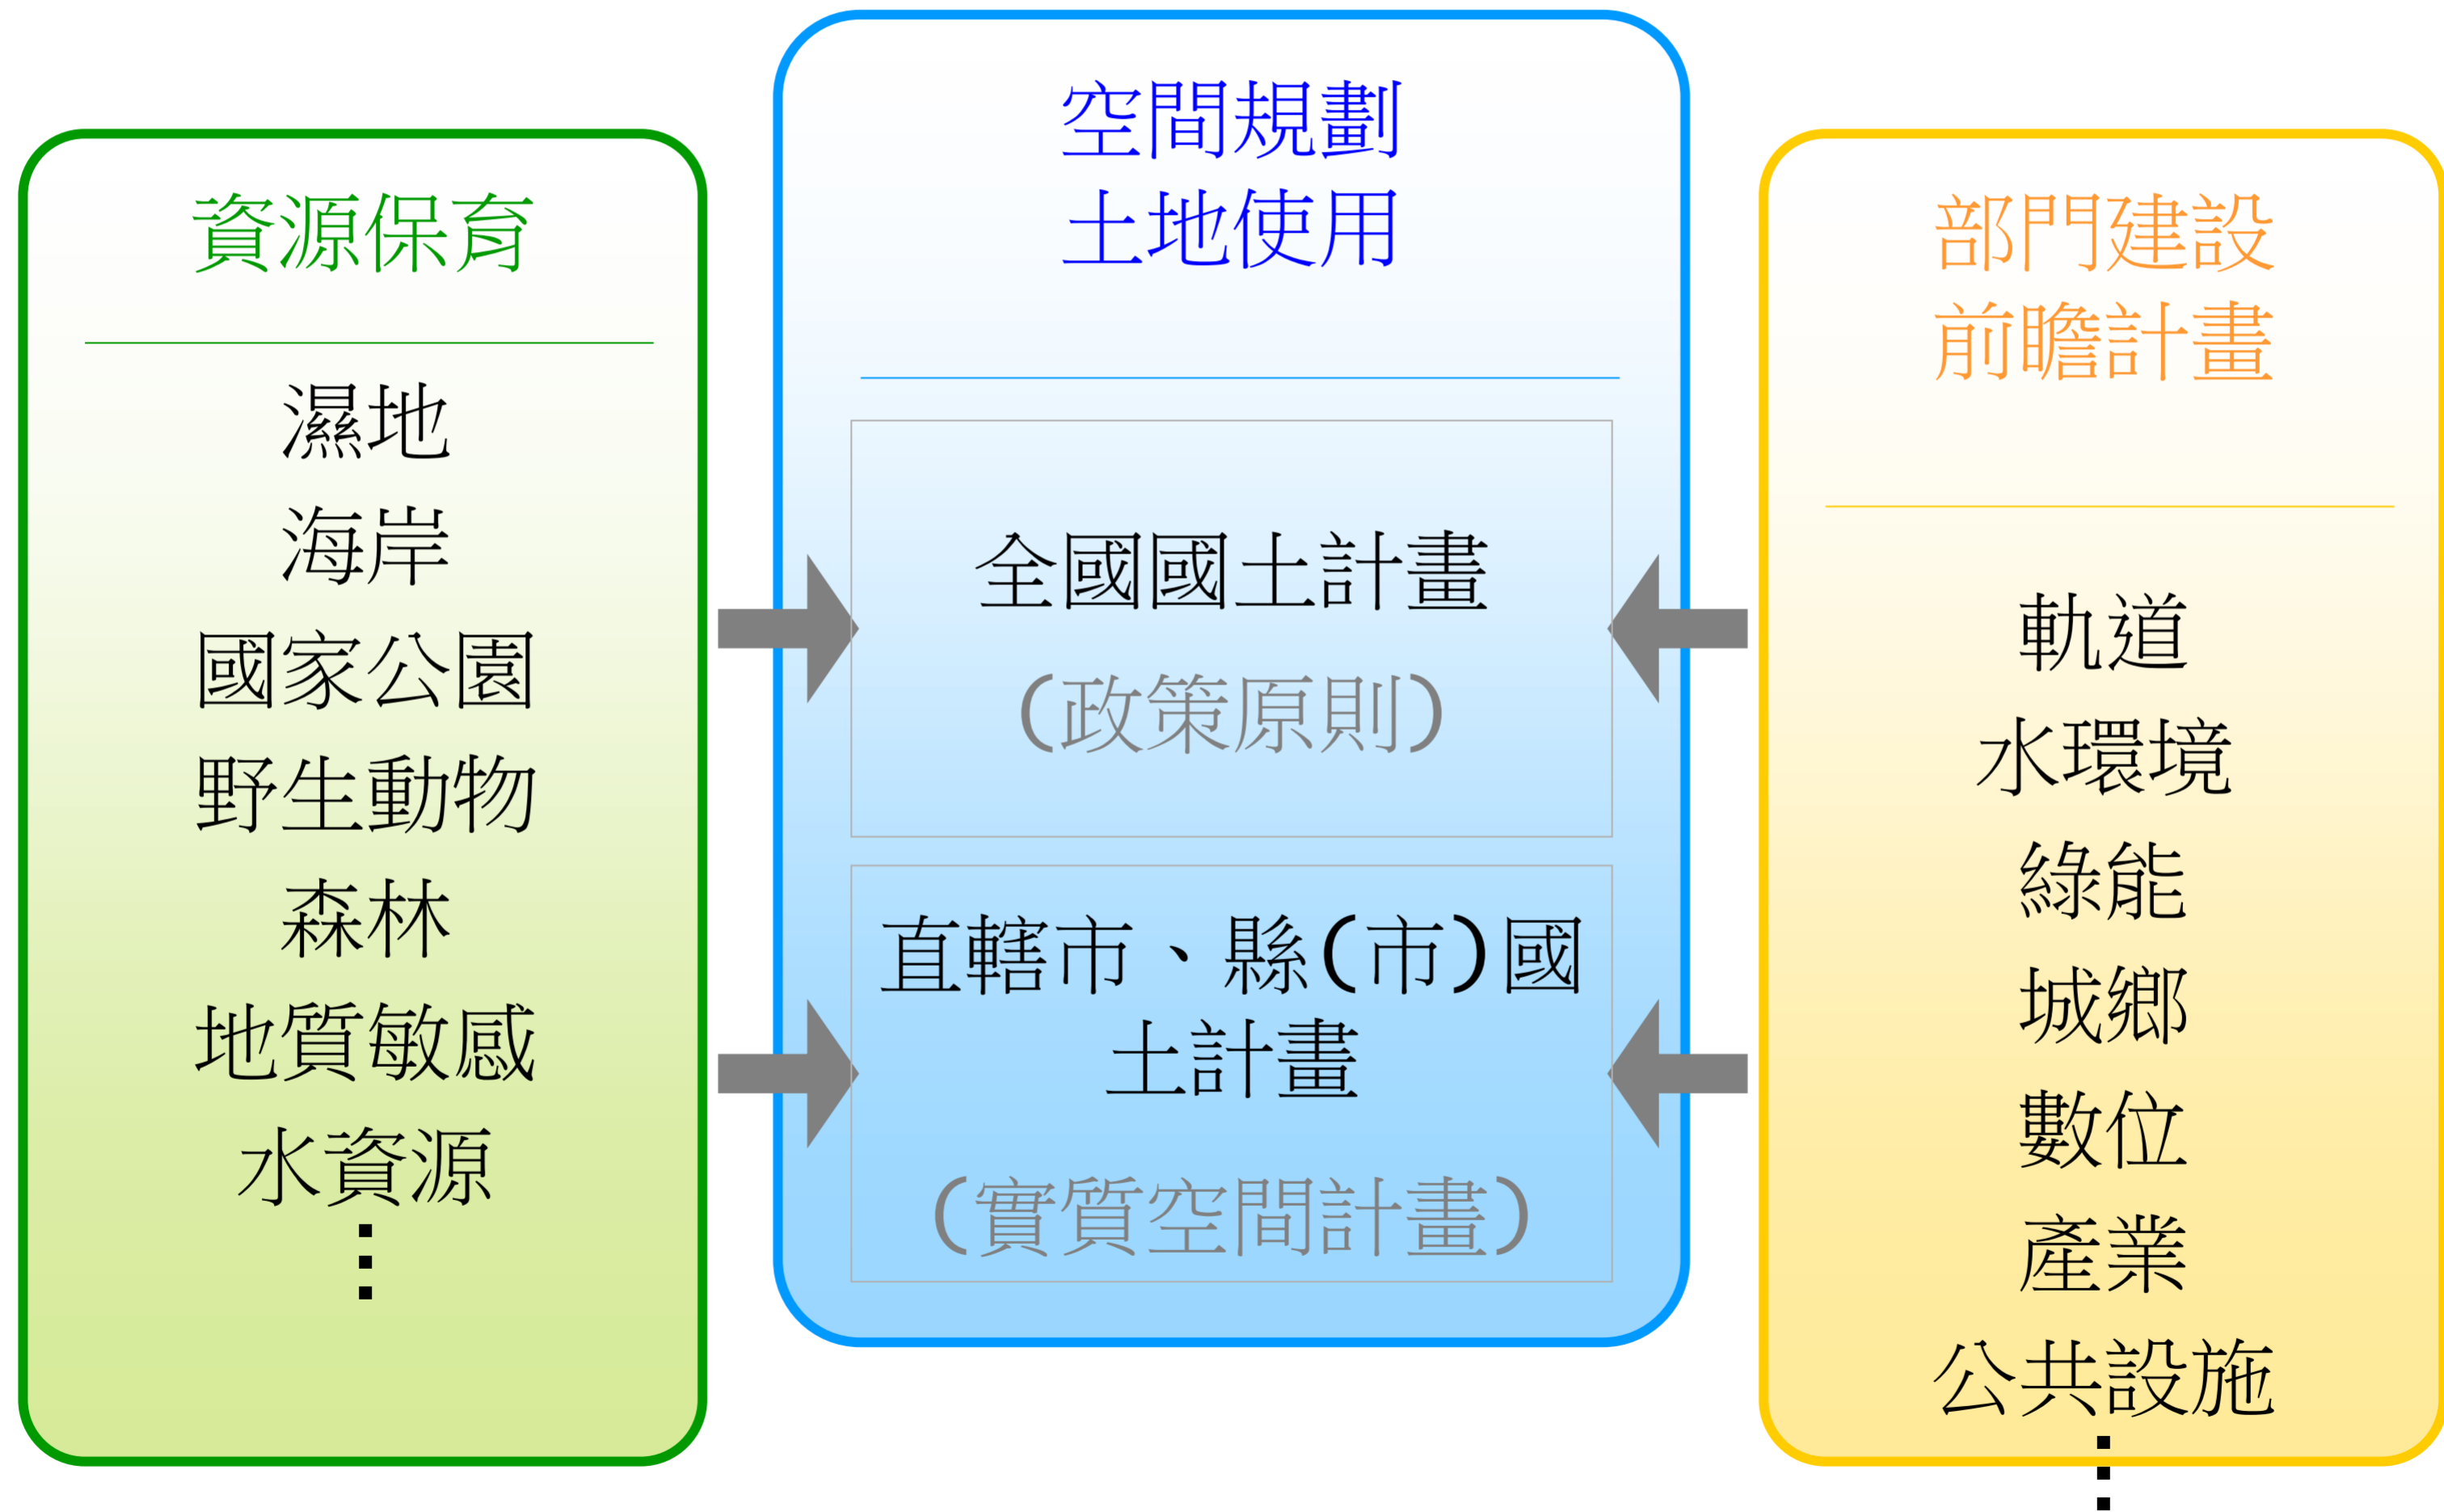 資源保育
濕地
海岸
國家公園
野生動物
森林
地質敏感
水資源
空間規劃
土地使用
全國國土計畫
(政策原則)
直轄市、縣(市)國
土計畫
(實質空間計畫)
部門建設
前瞻計畫
軌道
水環境
綠能
城鄉
數位
產業
公共設施